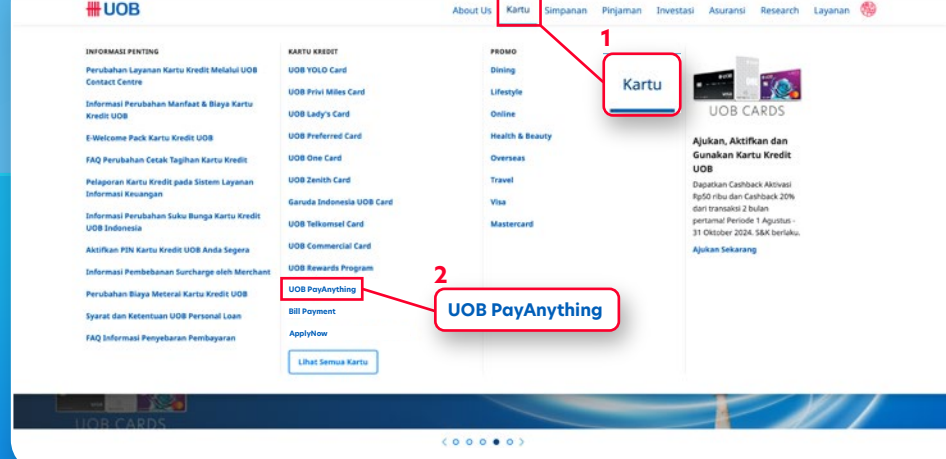 UOB
About Us Kartu Simpanan Pinjaman Investasi Asuransi Research Layanan
1
Kartu
INFORMASI PENTING
Perubahan Layanan Kartu Kredit Melalui UOB
Contact Centre
Informasi Perubahan Manfaat & Biaya Kartu
Kredit UOB
E-Welcome Pack Kartu Kredit UOB
FAQ Perubahan Cetak Tagihan Kartu Kredit
Pelaporan Kartu Kredit pada Sistem Layanan
Informasi Keuangan
Informasi Perubahan Suku Bunga Kartu Kredit
UOB Indonesia
Aktifkan PIN Kartu Kredit UOB Anda Segera
Informasi Pembebanan Surcharge oleh Merchant
Perubahan Biaya Meterai Kartu Kredit UOB
Syarat dan Ketentuan UOB Personal Loan
FAQ Informasi Penyebaran Pembayaran
KARTU KREDIT
UOB YOLO Card
UOB Privi Miles Card
UOB Lady's Card
UOB Preferred Card
UOB One Card
UOB Zenith Card
Garuda Indonesia UOB Card
UOB Telkomsel Card
UOB Commercial Card
UOB Rewards Program
UOB PayAnything
Bill Payment
ApplyNow
Lihat Semua Kartu
2
UOB PayAnything
PROMO
Dining
Lifestyle
Online
Health & Beauty
Overseas
Travel
Visa
Mastercard
UOB CARDS
Ajukan, Aktifkan dan
Gunakan Kartu Kredit
UOB
Dapatkan Cashback Aktivasi
Rp50 ribu dan Cashback 20%
dari transaksi 2 bulan
pertama! Periode 1 Agustus -
31 Oktober 2024. S&K berlaku.
Ajukan Sekarang
UOB CARDS